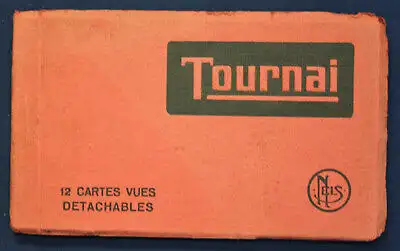 Tournai
12 CARTES VUES
DETACHABLES
NELS